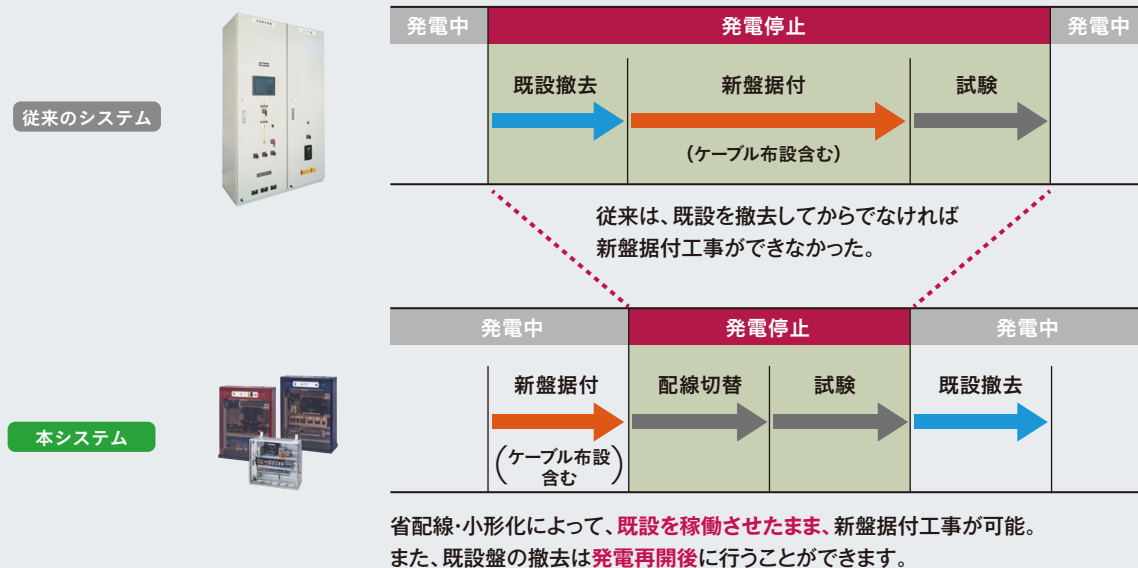 発電中 発電停止 発電中
従来のシステム
既設撤去 新盤据付 試験
(ケーブル布設含む)
従来は、既設を撤去してからでなければ
新盤据付工事ができなかった。
発電中 発電停止 発電中
本システム
新盤据付 配線切替 試験 既設撤去
(ケーブル布設
含む)
省配線・小形化によって、既設を稼働させたまま、新盤据付工事が可能。
また、既設盤の撤去は発電再開後に行うことができます。